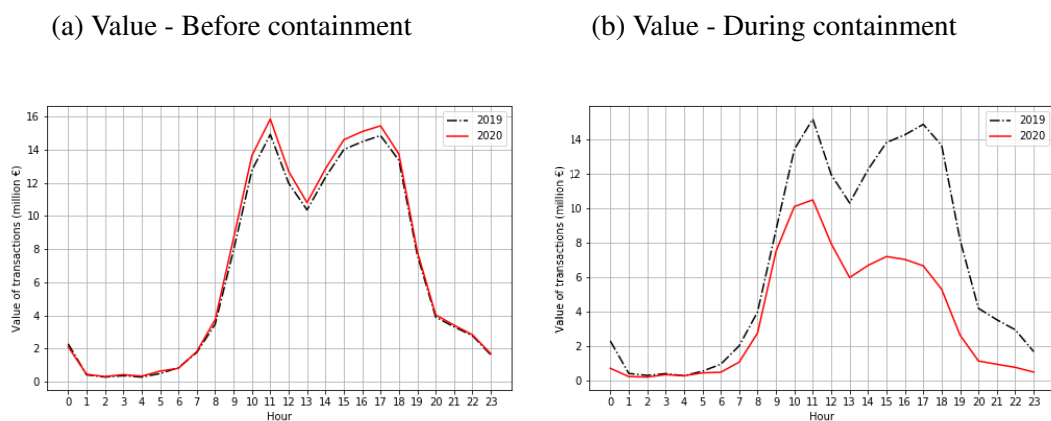 (a) Value - Before containment
(b) Value - During containment
2019
2020
Value of transactions (million €)
16
14
12
10
8
6
4
2
0
0 1 2 3 4 5 6 7 8 9 10 11 12 13 14 15 16 17 18 19 20 21 22 23
Hour
2019
2020
Value of transactions (million €)
14
12
10
8
6
4
2
0
0 1 2 3 4 5 6 7 8 9 10 11 12 13 14 15 16 17 18 19 20 21 22 23
Hour